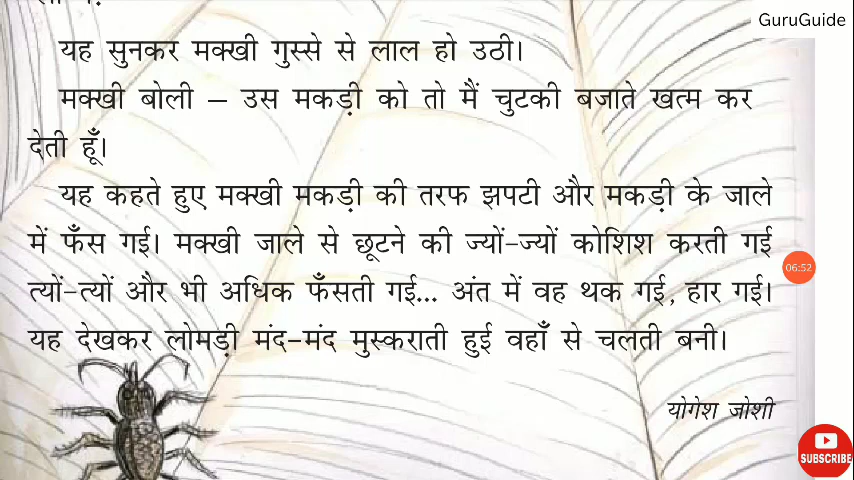 GuruGuide
यह सुनकर मक्खी गुस्से से लाल हो उठी।
मक्खी बोली – उस मकड़ी को तो मैं चुटकी बजाते खत्म कर
देती हूँ।
यह कहते हुए मक्खी मकड़ी की तरफ झपटी और मकड़ी के जाले
में फँस गई। मक्खी जाले से छूटने की ज्यों-ज्यों कोशिश करती गई
त्यों-त्यों और भी अधिक फँसती गई... अंत में वह थक गई, हार गई।
06:52
यह देखकर लोमड़ी मंद-मंद मुस्कराती हुई वहाँ से चलती बनी।
योगेश जोशी
SUBSCRIBE